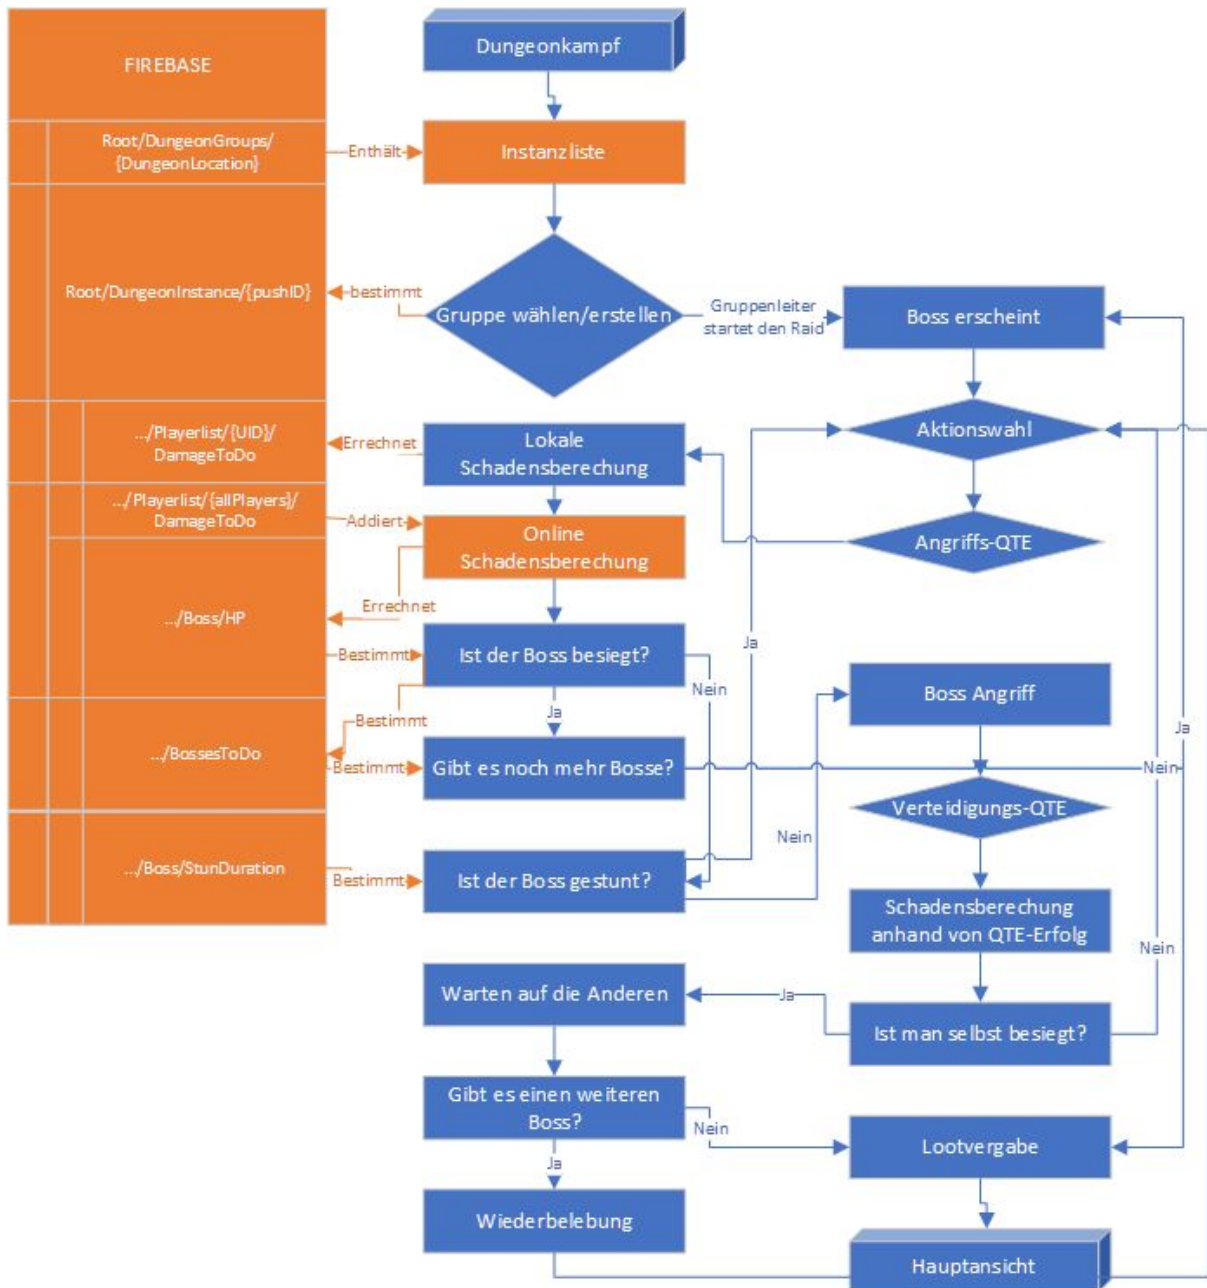 FIREBASE
Root/DungeonGroups/
{DungeonLocation}
Root/DungeonInstance/{pushID}
.../Playerlist/{UID}/
DamageToDo
.../Playerlist/{allPlayers}/
DamageToDo
.../Boss/HP
.../BossesToDo
.../Boss/StunDuration
Dungeonkampf
Enthält
Instanzliste
bestimmt
Gruppe wählen/erstellen
Gruppenleiter
startet den Raid
Boss erscheint
Errechnet
Lokale
Schadensberechung
Aktionswahl
Addiert
Online
Schadensberechung
Angriffs-QTE
Errechnet
Ja
Bestimmt
Ist der Boss besiegt?
Nein
Boss Angriff
Bestimmt
Ja
Ja
Bestimmt
Gibt es noch mehr Bosse?
Nein
Verteidigungs-QTE
Nein
Bestimmt
Ist der Boss gestunt?
Schadensberechung
anhand von QTE-Erfolg
Nein
Warten auf die Anderen
Ja
Ist man selbst besiegt?
Gibt es einen weiteren
Boss?
Nein
Lootvergabe
Ja
Wiederbelebung
Hauptansicht